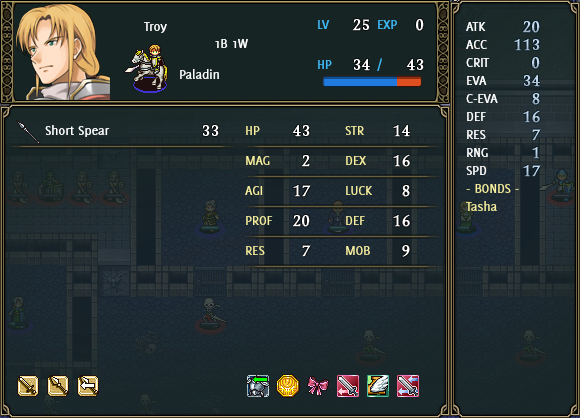 Troy
LV 25 EXP 0
1B 1W
HP 34 / 43
Paladin
Short Spear 33
HP 43 STR 14
MAG 2 DEX 16
AGI 17 LUCK 8
PROF 20 DEF 16
RES 7 MOB 9
ATK 20
ACC 113
CRIT 0
EVA 34
C-EVA 8
DEF 16
RES 7
RNG 1
SPD 17
- BONDS -
Tasha